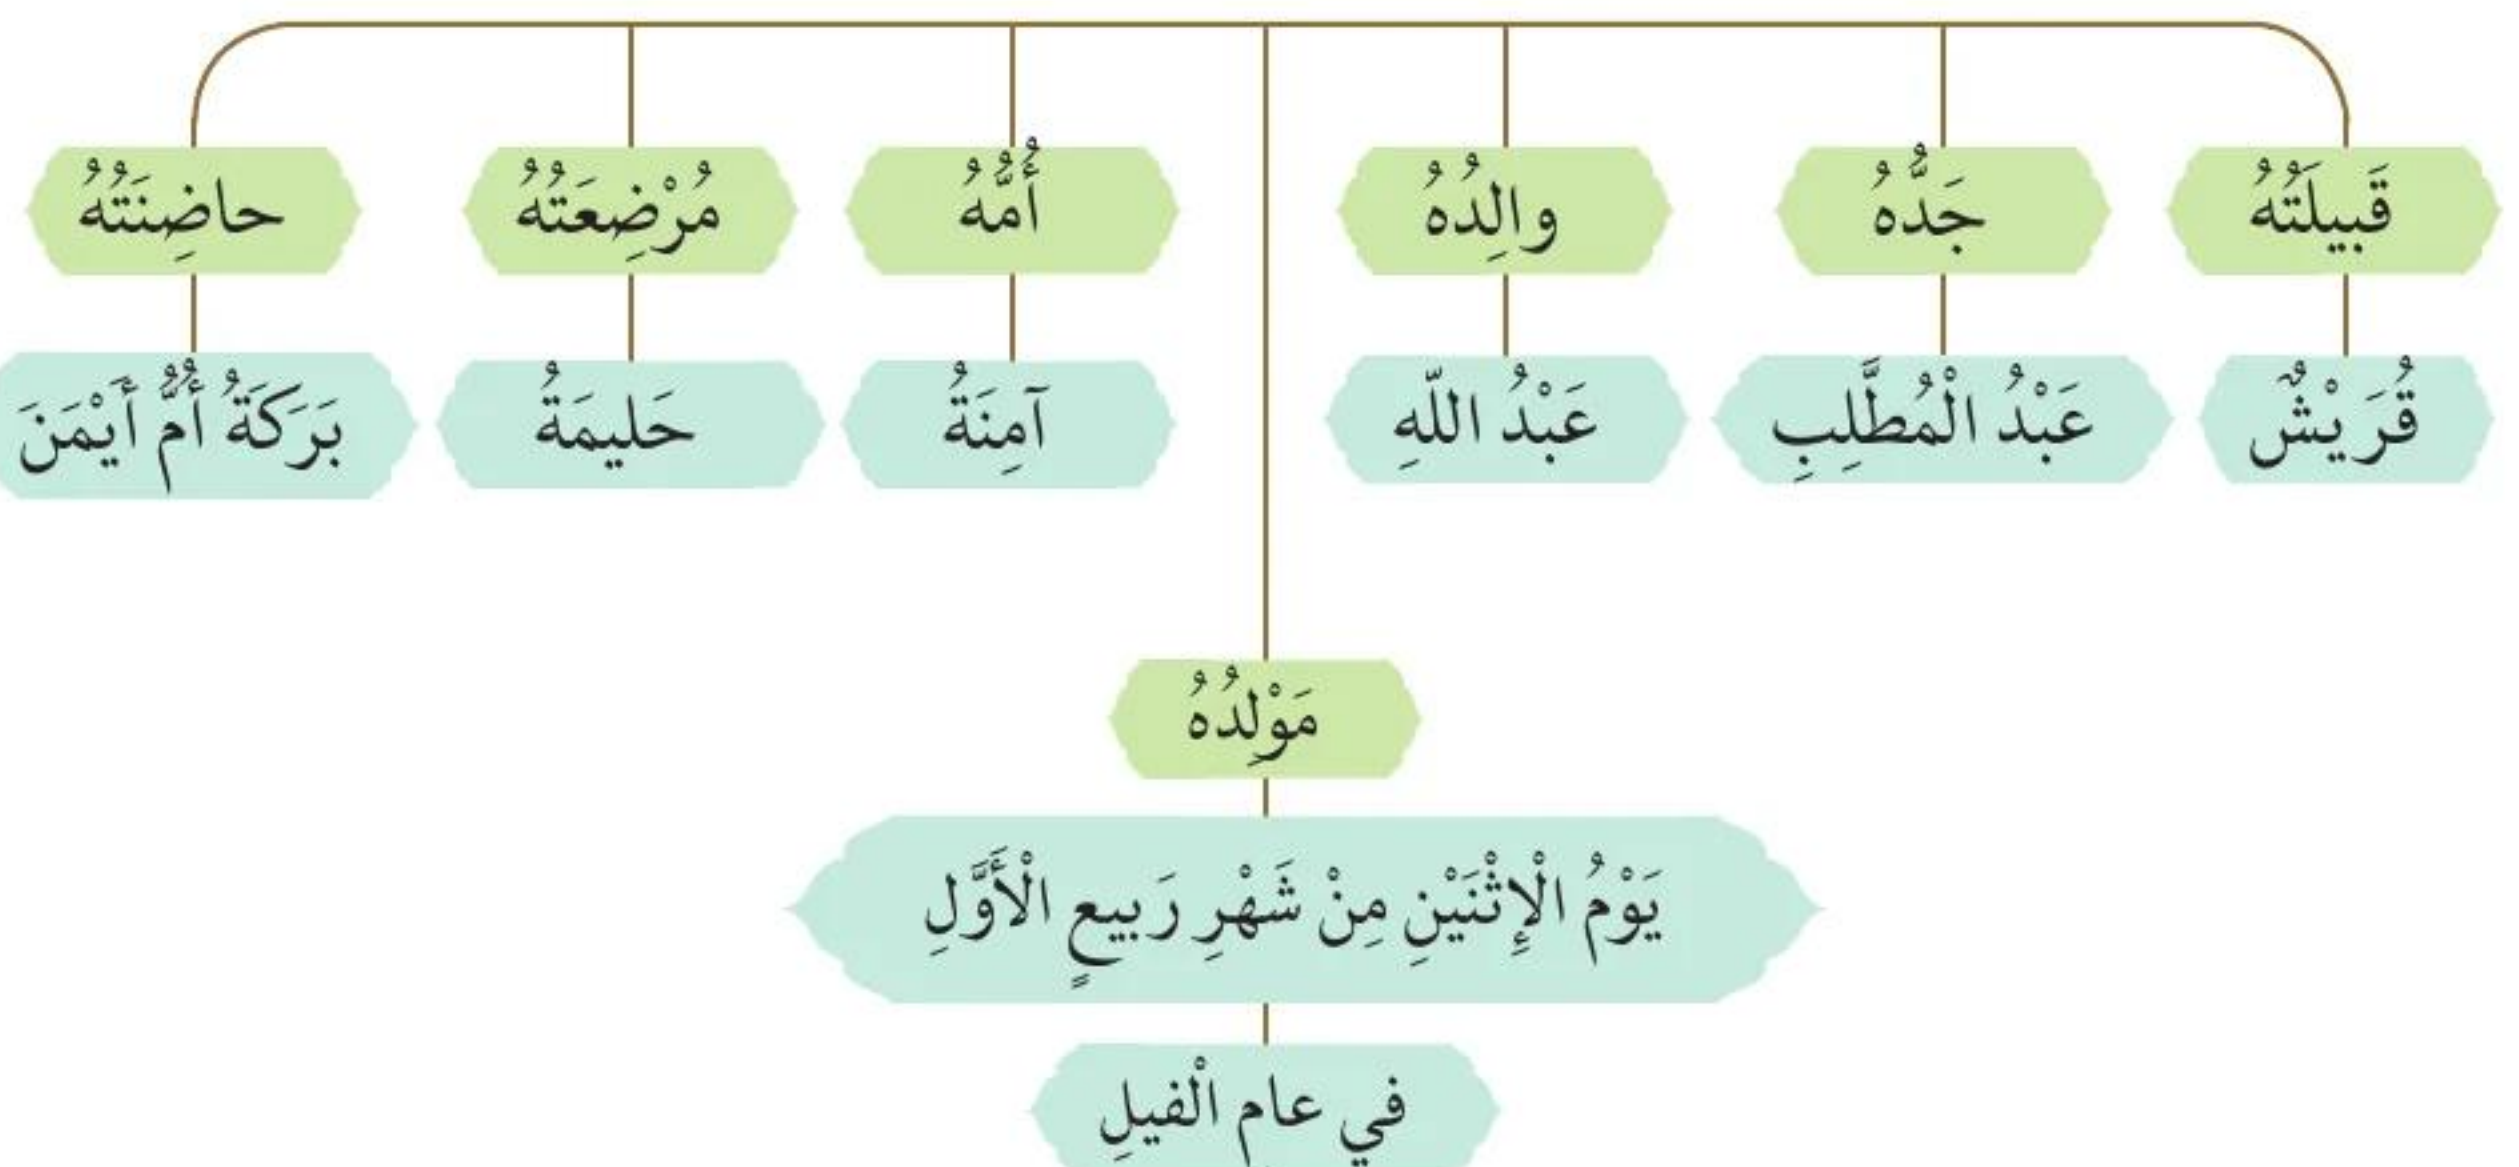 قَبيلَتُهُ
جَدُّهُ
والِدُهُ
أُمُّهُ
مُرْضِعَتُهُ
حاضِنَتُهُ
قُرَيْشٌ
عَبْدُ الْمُطَّلِبِ
عَبْدُ اللّهِ
آمِنَةُ
حَليمَةُ
بَرَكَةُ أُمُّ أَيْمَنَ
مَوْلِدُهُ
يَوْمُ الْإِثْنَيْنِ مِنْ شَهْرِ رَبيعٍ الْأَوَّلِ
في عامِ الْفيلِ